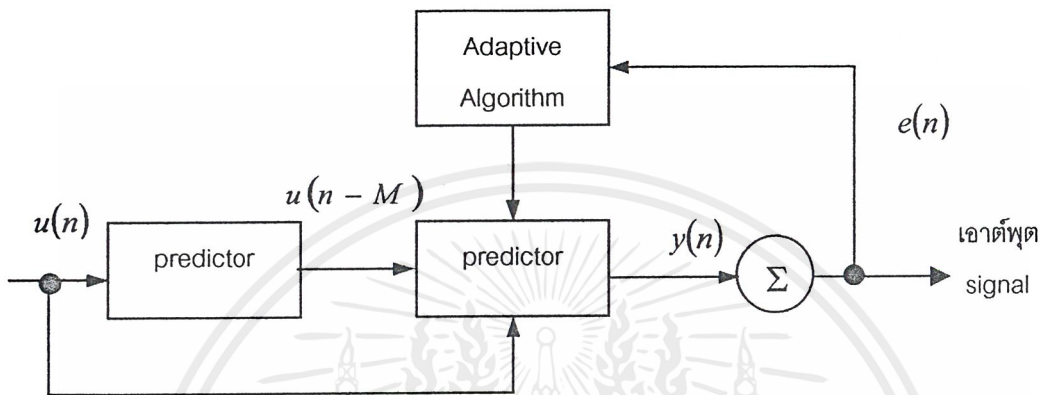 Adaptive
Algorithm
e(n)
u(n)
u(n − M)
predictor
predictor
y(n)
Σ
เอาต์พุต
signal